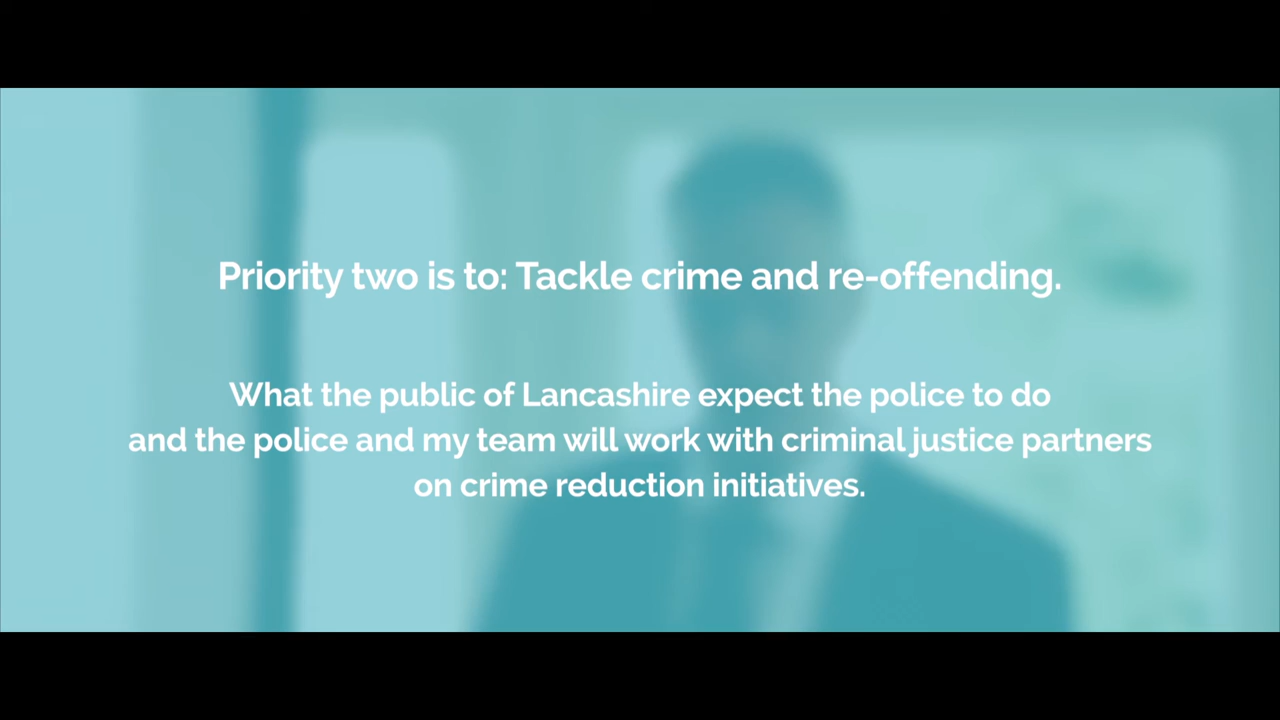 Priority two is to: Tackle crime and re-offending.
What the public of Lancashire expect the police to do
and the police and my team will work with criminal justice partners
on crime reduction initiatives.